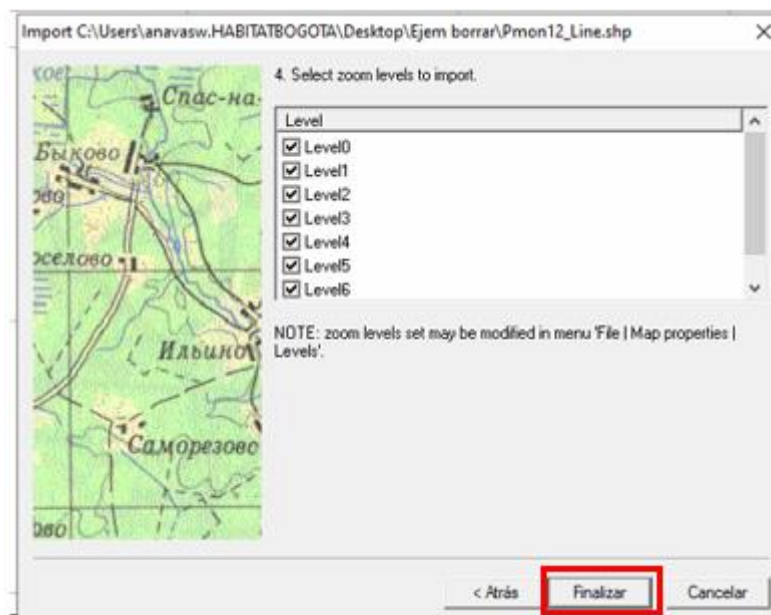 Import C:\Users\anavasw.HABITATBOGOTA\Desktop\Ejem borrar\Pmon12_Line.shp
4. Select zoom levels to import.
Level
Level0
Level1
Level2
Level3
Level4
Level5
Level6
NOTE: zoom levels set may be modified in menu 'File | Map properties |
Levels'.
Спас-на-
Быково
оселово
Ильино
Саморезово
ово
< Atrás
Finalizar
Cancelar